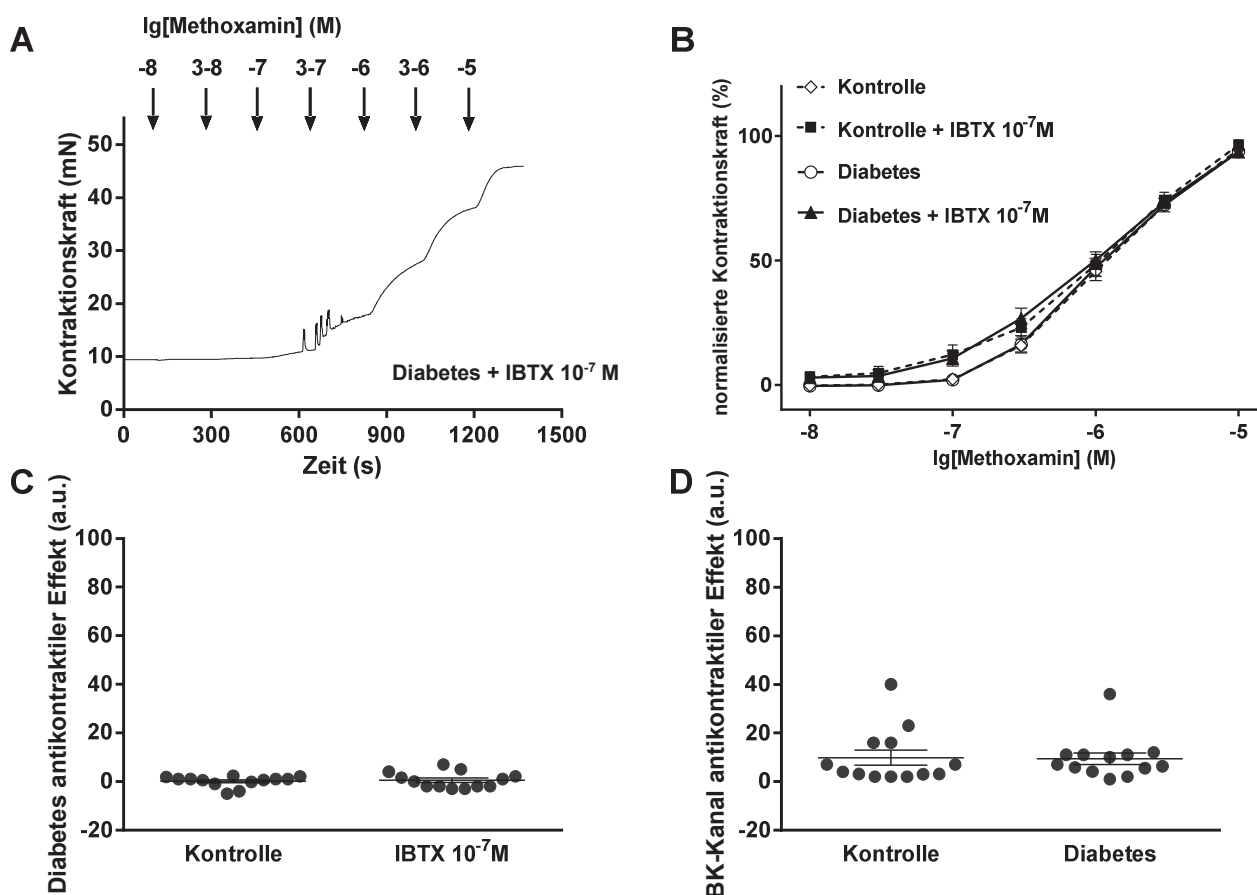 A
lg[Methoxamin] (M)
-8 3-8 -7 3-7 -6 3-6 -5
Kontraktionskraft (mN)
50
40
30
20
10
0
Diabetes + IBTX 10⁻⁷ M
0 300 600 900 1200 1500
Zeit (s)
B
normalisierte Kontraktionskraft (%)
Kontrolle
Kontrolle + IBTX 10⁻⁷M
Diabetes
Diabetes + IBTX 10⁻⁷M
100
50
0
-8 -7 -6 -5
lg[Methoxamin] (M)
C
Diabetes antikontraktiler Effekt (a.u.)
100
80
60
40
20
0
-20
Kontrolle IBTX 10⁻⁷M
D
BK-Kanal antikontraktiler Effekt (a.u.)
100
80
60
40
20
0
-20
Kontrolle Diabetes